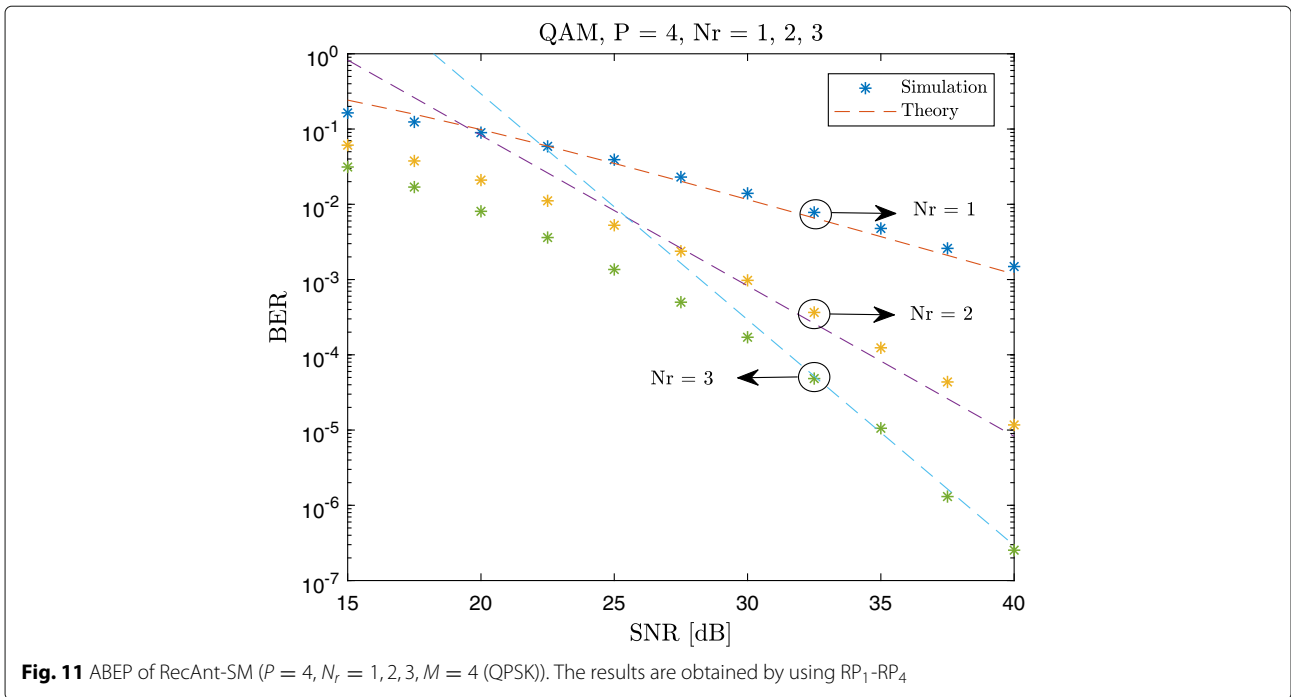 QAM, P = 4, Nr = 1, 2, 3
10^0
10^-1
10^-2
10^-3
10^-4
10^-5
10^-6
10^-7
BER
Simulation
Theory
Nr = 1
Nr = 2
Nr = 3
15 20 25 30 35 40
SNR [dB]
Fig. 11 ABEP of RecAnt-SM (P = 4, N_r = 1, 2, 3, M = 4 (QPSK)). The results are obtained by using RP_1-RP_4